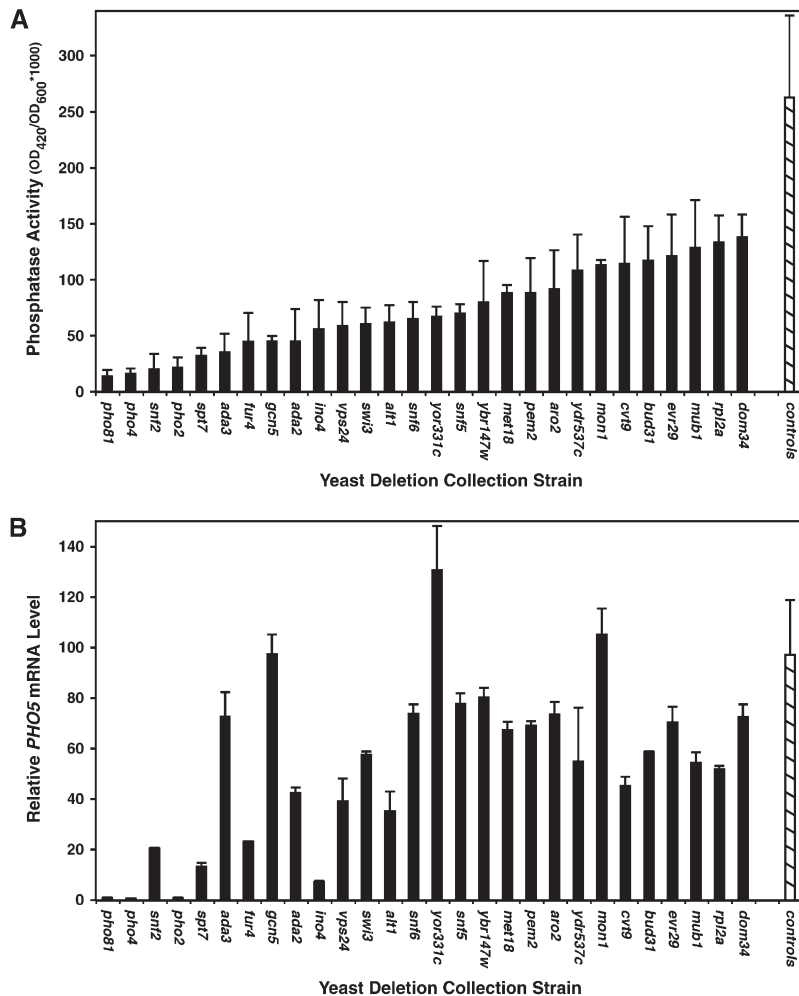 A
Phosphatase Activity (OD420/OD600*1000)
300
250
200
150
100
50
0
pho81 pho4 snf2 pho2 spt7 ada3 fur4 gcn5 ada2 ino4 vps24 swi3 alt1 snf6 yor331c snf5 ybr147w met18 pem2 aro2 ydr537c mon1 cvt9 bud31 evr29 mub1 rpl2a dom34 controls
Yeast Deletion Collection Strain
B
Relative PHO5 mRNA Level
140
120
100
80
60
40
20
0
pho81 pho4 snf2 pho2 spt7 ada3 fur4 gcn5 ada2 ino4 vps24 swi3 alt1 snf6 yor331c snf5 ybr147w met18 pem2 aro2 ydr537c mon1 cvt9 bud31 evr29 mub1 rpl2a dom34 controls
Yeast Deletion Collection Strain